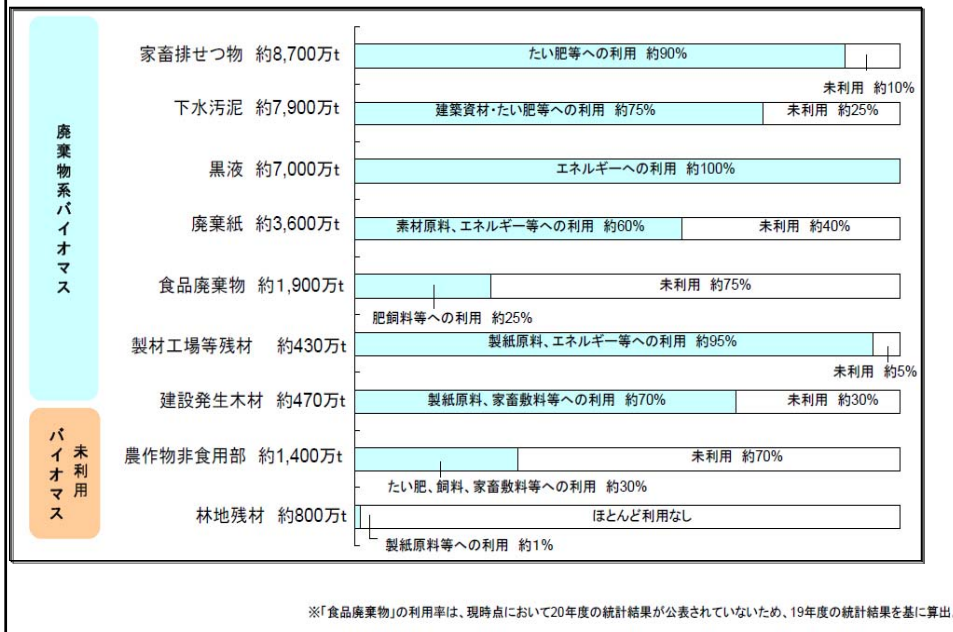 廃棄物系バイオマス
家畜排せつ物 約8,700万t
たい肥等への利用 約90%
未利用 約10%
下水汚泥 約7,900万t
建築資材・たい肥等への利用 約75%
未利用 約25%
黒液 約7,000万t
エネルギーへの利用 約100%
廃棄紙 約3,600万t
素材原料、エネルギー等への利用 約60%
未利用 約40%
食品廃棄物 約1,900万t
未利用 約75%
肥飼料等への利用 約25%
製材工場等残材 約430万t
製紙原料、エネルギー等への利用 約95%
未利用 約5%
建設発生木材 約470万t
製紙原料、家畜敷料等への利用 約70%
未利用 約30%
未利用
バイオマス
農作物非食用部 約1,400万t
未利用 約70%
たい肥、飼料、家畜敷料等への利用 約30%
林地残材 約800万t
ほとんど利用なし
製紙原料等への利用 約1%
※「食品廃棄物」の利用率は、現時点において20年度の統計結果が公表されていないため、19年度の統計結果を基に算出。